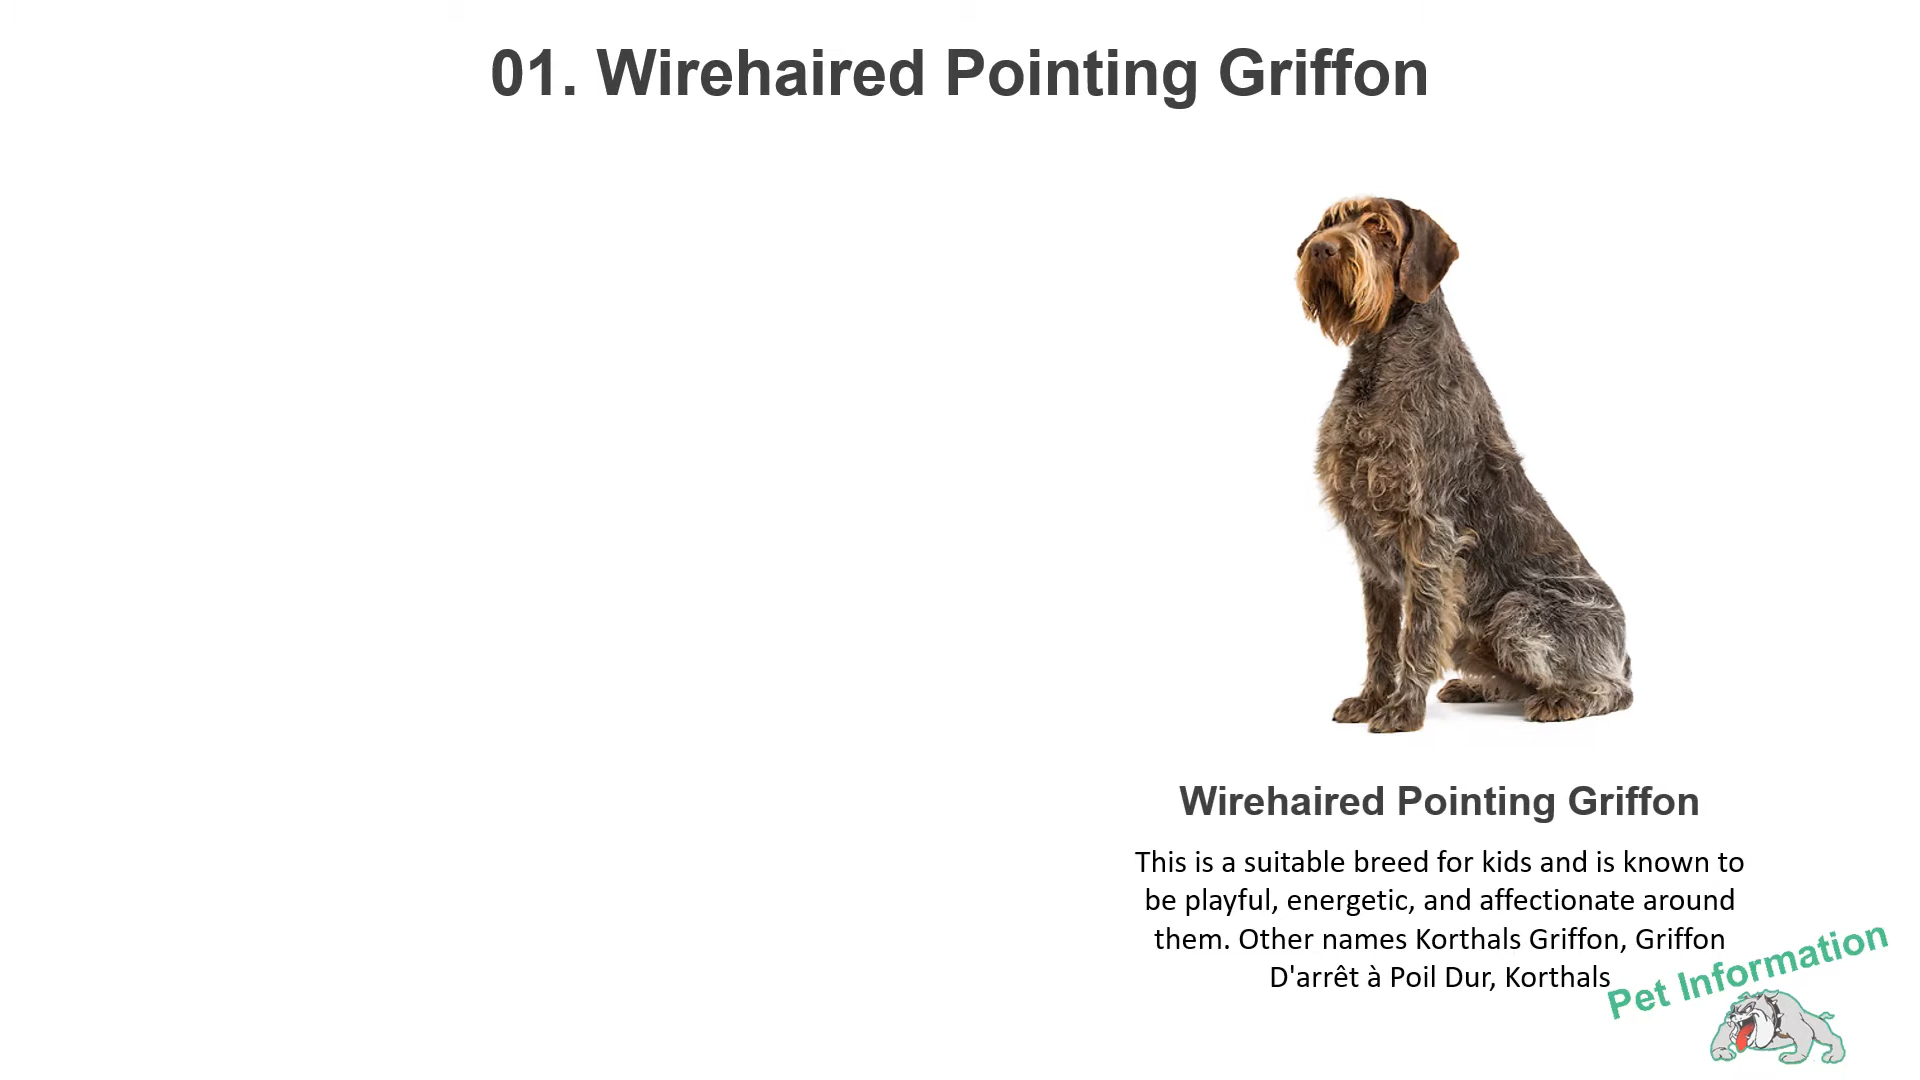 01. Wirehaired Pointing Griffon
Wirehaired Pointing Griffon
This is a suitable breed for kids and is known to
be playful, energetic, and affectionate around
them. Other names Korthals Griffon, Griffon
D'arrêt à Poil Dur, Korthals
Pet Information